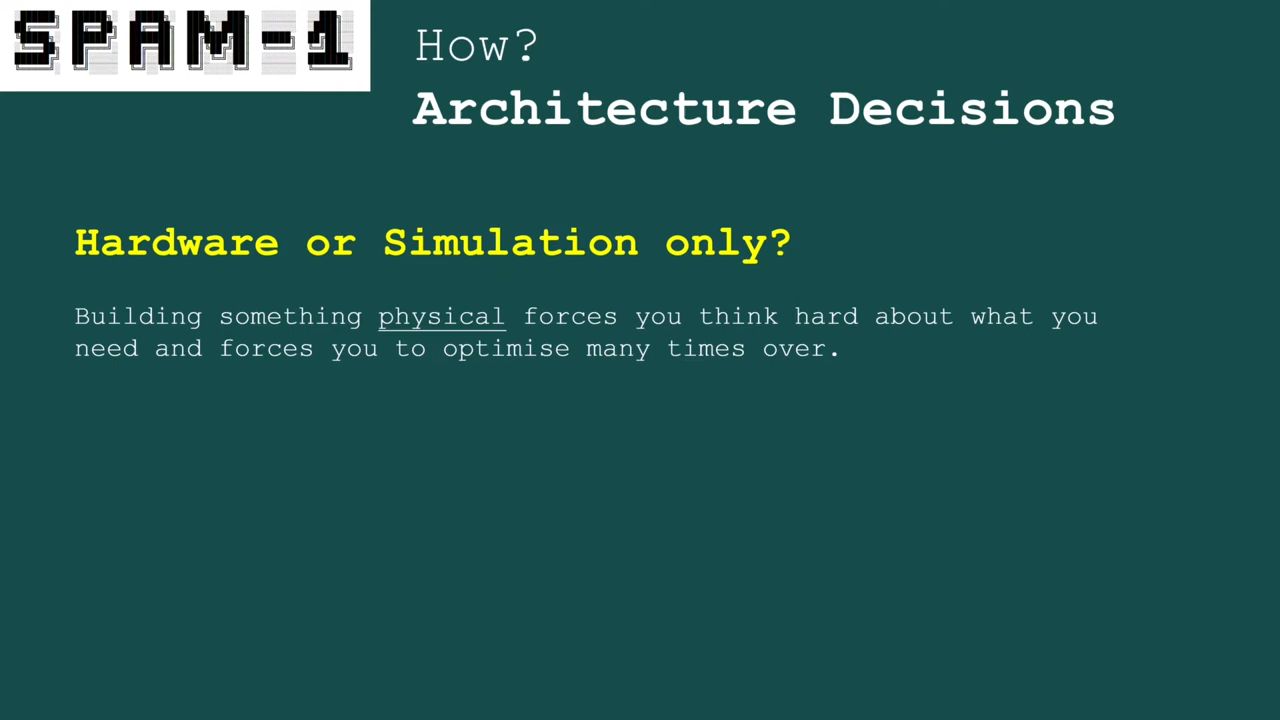 SPAM-1
How?
Architecture Decisions
Hardware or Simulation only?
Building something physical forces you think hard about what you
need and forces you to optimise many times over.